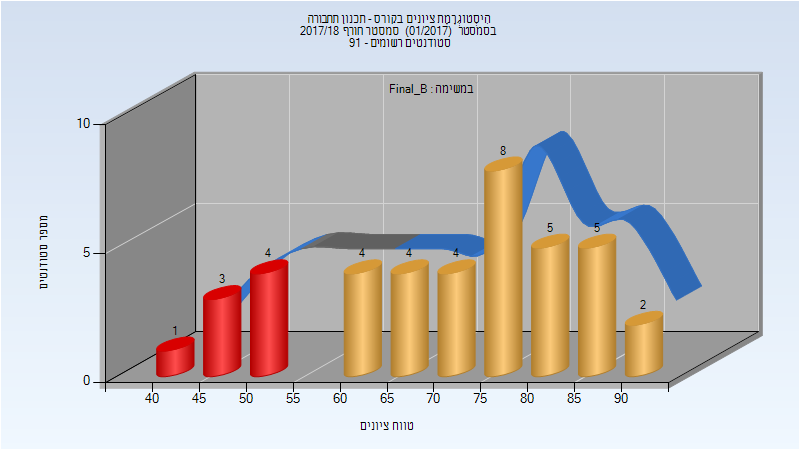 היסטוגרמת ציונים בקורס - תכנון תחבורה
בסמסטר (01/2017) סמסטר חורף 2017/18
סטודנטים רשומים - 91
במשימה : Final_B
מספר סטודנטים
10
5
0
1
3
4
4
4
4
8
5
5
2
40 45 50 55 60 65 70 75 80 85 90
טווח ציונים